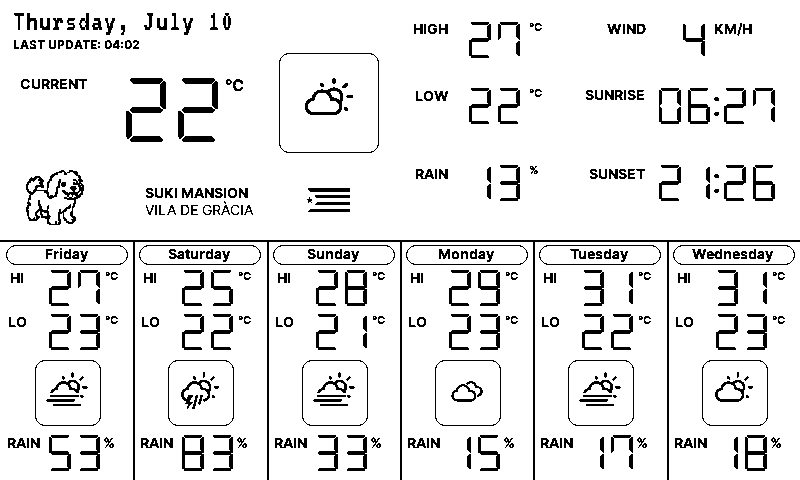 Thursday, July 10
LAST UPDATE: 04:02
CURRENT 22 °C
SUKI MANSION
VILA DE GRÀCIA
HIGH 27 °C
LOW 22 °C
RAIN 13 %
WIND 4 KM/H
SUNRISE 06:27
SUNSET 21:26
Friday
HI 27 °C
LO 23 °C
RAIN 53 %
Saturday
HI 25 °C
LO 22 °C
RAIN 83 %
Sunday
HI 28 °C
LO 21 °C
RAIN 33 %
Monday
HI 29 °C
LO 23 °C
RAIN 15 %
Tuesday
HI 31 °C
LO 22 °C
RAIN 17 %
Wednesday
HI 31 °C
LO 23 °C
RAIN 18 %